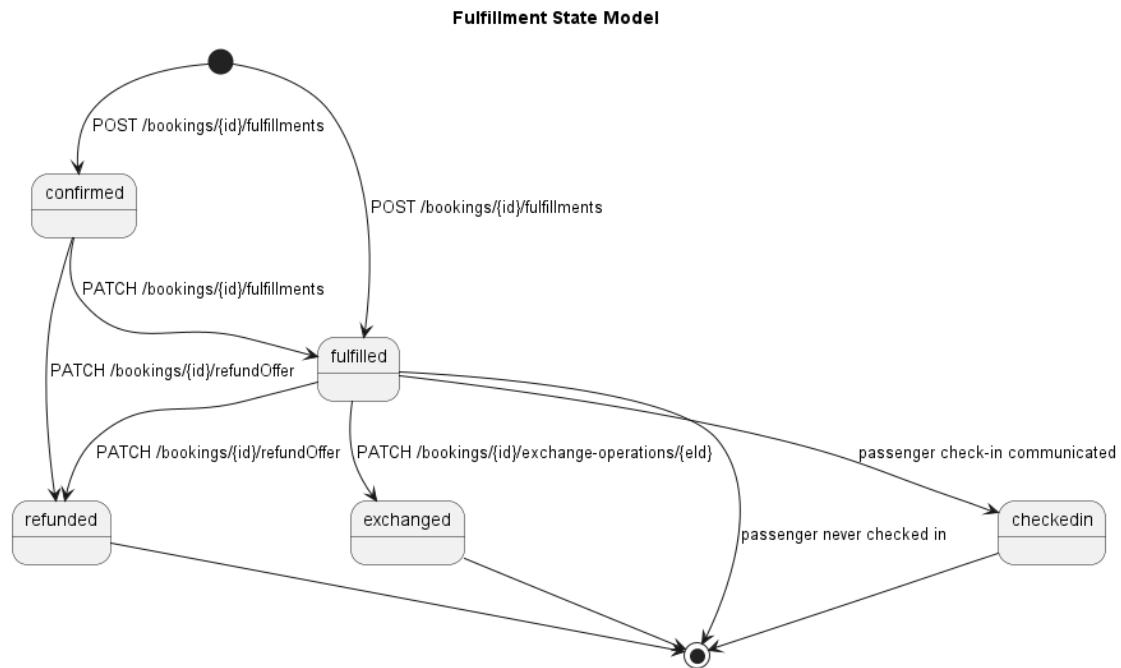 Fulfillment State Model
POST /bookings/{id}/fulfillments
confirmed
POST /bookings/{id}/fulfillments
PATCH /bookings/{id}/fulfillments
fulfilled
PATCH /bookings/{id}/refundOffer
PATCH /bookings/{id}/refundOffer
PATCH /bookings/{id}/exchange-operations/{eId}
passenger check-in communicated
refunded
exchanged
checkedin
passenger never checked in